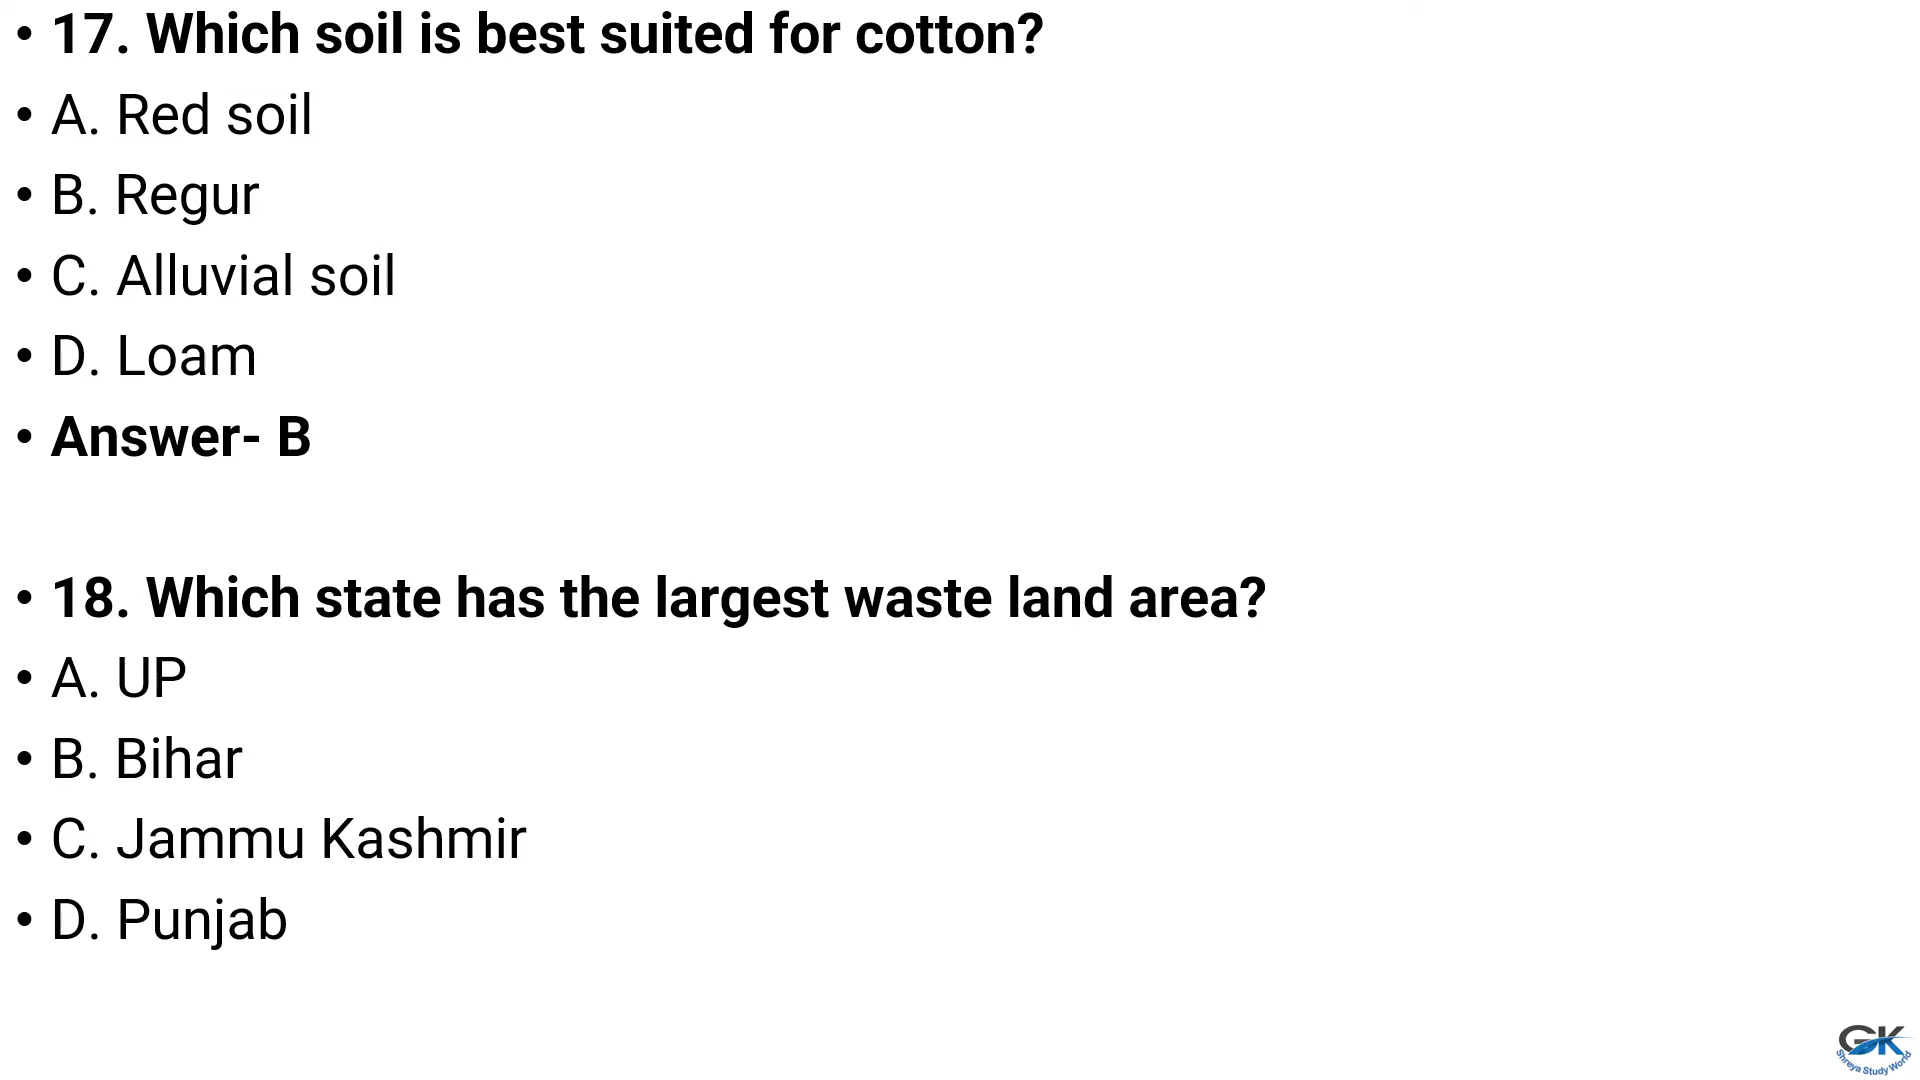 • 17. Which soil is best suited for cotton?
• A. Red soil
• B. Regur
• C. Alluvial soil
• D. Loam
• Answer- B
• 18. Which state has the largest waste land area?
• A. UP
• B. Bihar
• C. Jammu Kashmir
• D. Punjab
GK
Shreya Study World